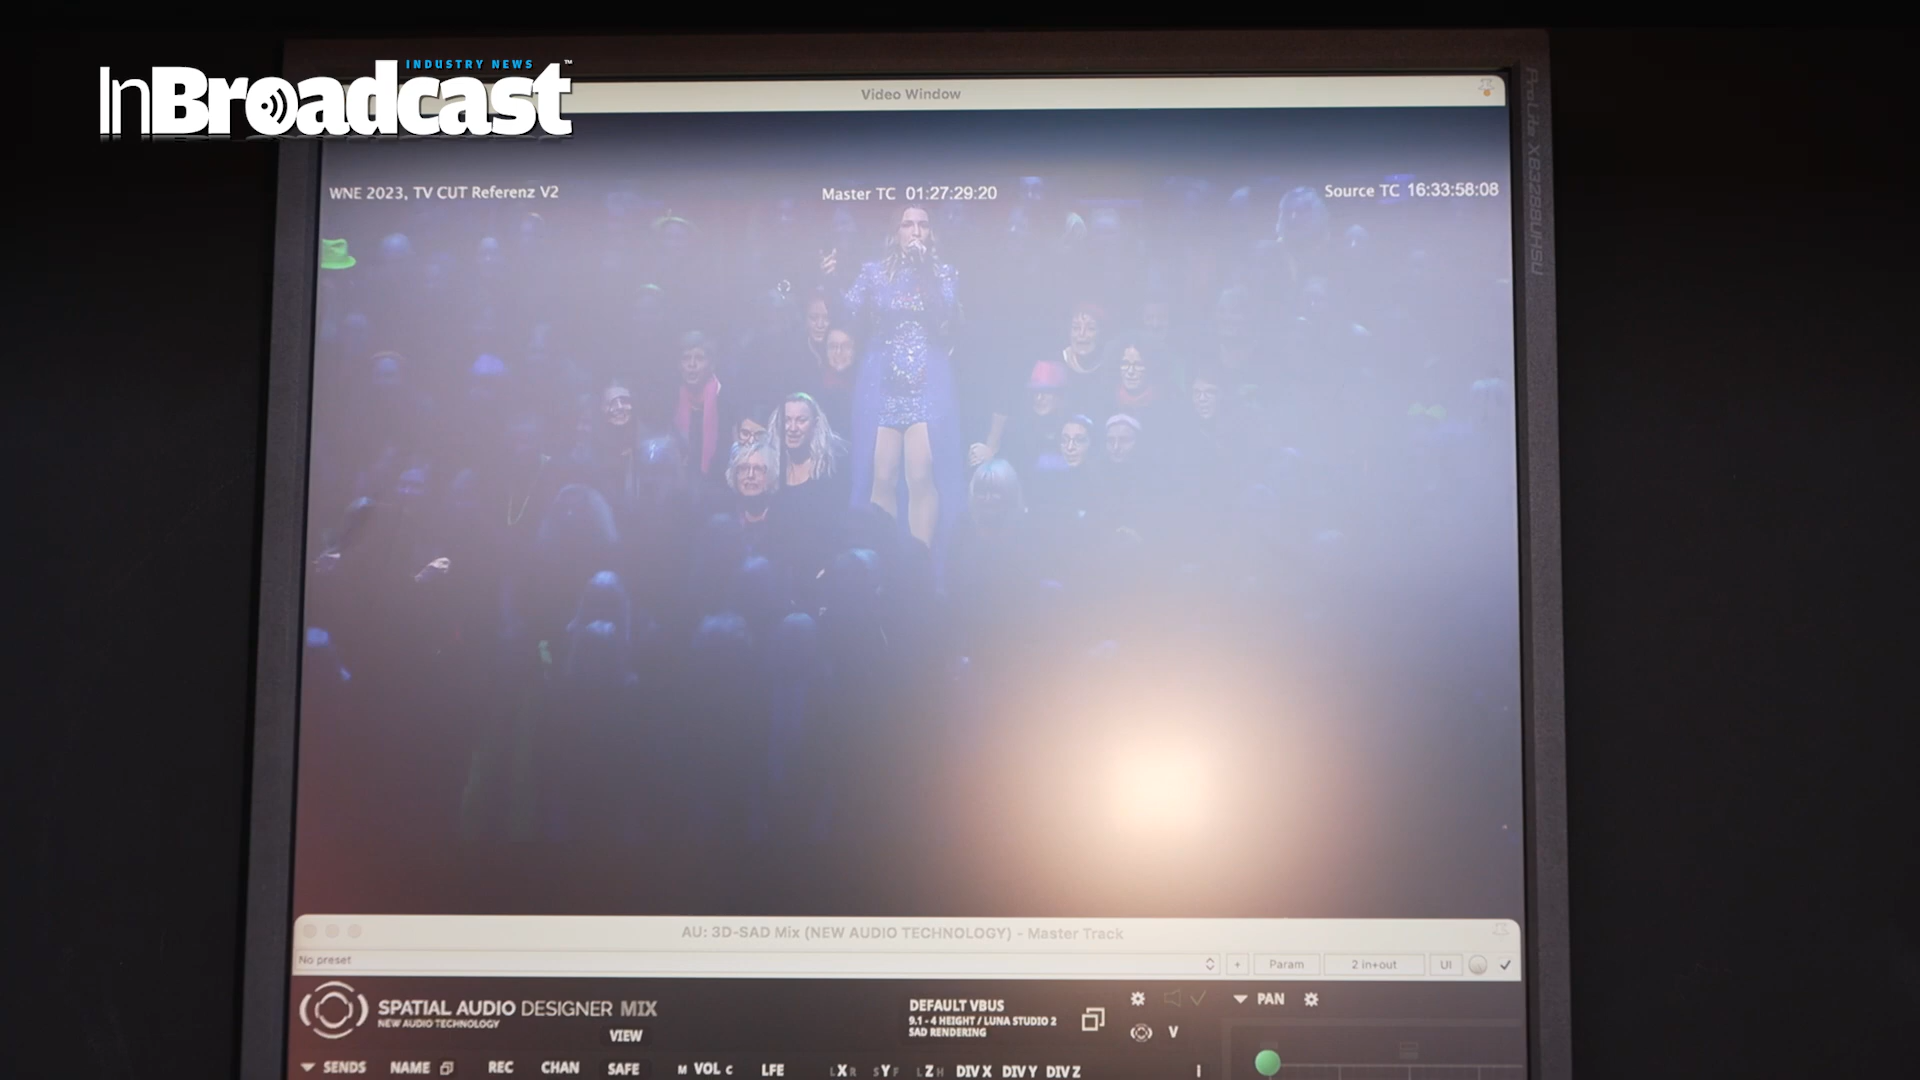 INDUSTRY NEWS
InBroadcast™
Video Window
WNE 2023, TV CUT Referenz V2
Master TC 01:27:29:20
Source TC 16:33:58:08
ProLite XB3288UHSU
AU: 3D-SAD Mix (NEW AUDIO TECHNOLOGY) - Master Track
No preset
+ Param 2 in+out UI
SPATIAL AUDIO DESIGNER MIX
NEW AUDIO TECHNOLOGY
VIEW
DEFAULT VBUS
9.1 - 4 HEIGHT / LUNA STUDIO 2
SAD RENDERING
V
PAN
SENDS NAME REC CHAN SAFE M VOL C LFE L X R S Y F L Z H DIV X DIV Y DIV Z I